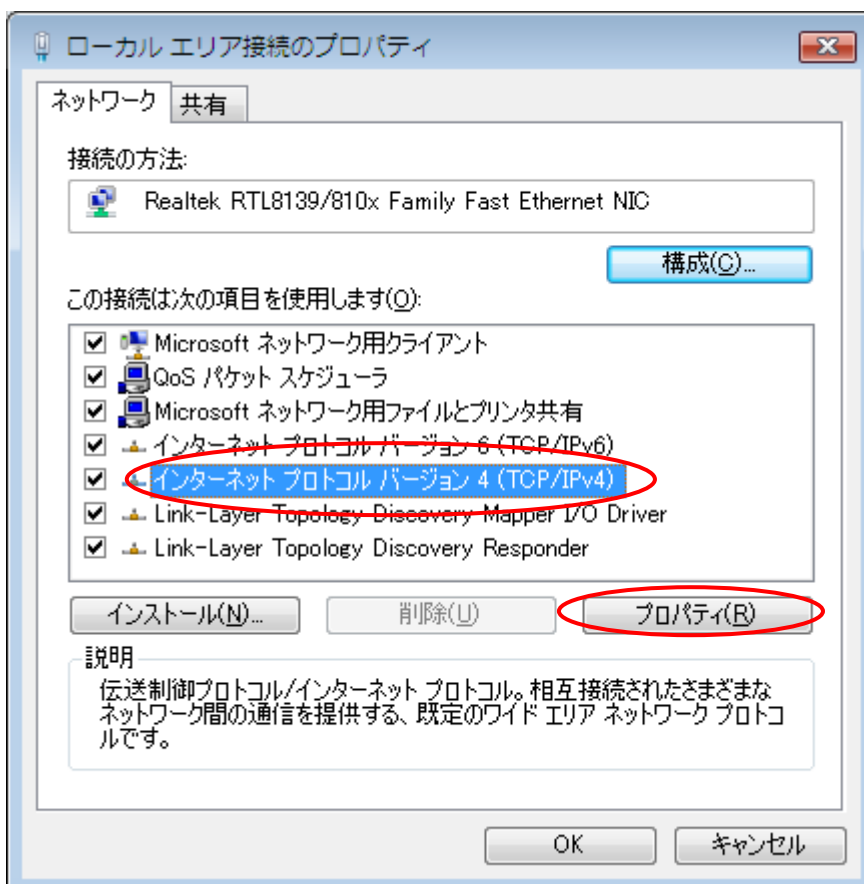 ローカル エリア接続のプロパティ
ネットワーク 共有
接続の方法:
Realtek RTL8139/810x Family Fast Ethernet NIC
構成(C)...
この接続は次の項目を使用します(O):
Microsoft ネットワーク用クライアント
QoS パケット スケジューラ
Microsoft ネットワーク用ファイルとプリンタ共有
インターネット プロトコル バージョン 6 (TCP/IPv6)
インターネット プロトコル バージョン 4 (TCP/IPv4)
Link-Layer Topology Discovery Mapper I/O Driver
Link-Layer Topology Discovery Responder
インストール(N)... 削除(U) プロパティ(R)
説明
伝送制御プロトコル/インターネット プロトコル。相互接続されたさまざまな
ネットワーク間の通信を提供する、既定のワイド エリア ネットワーク プロトコ
ルです。
OK キャンセル